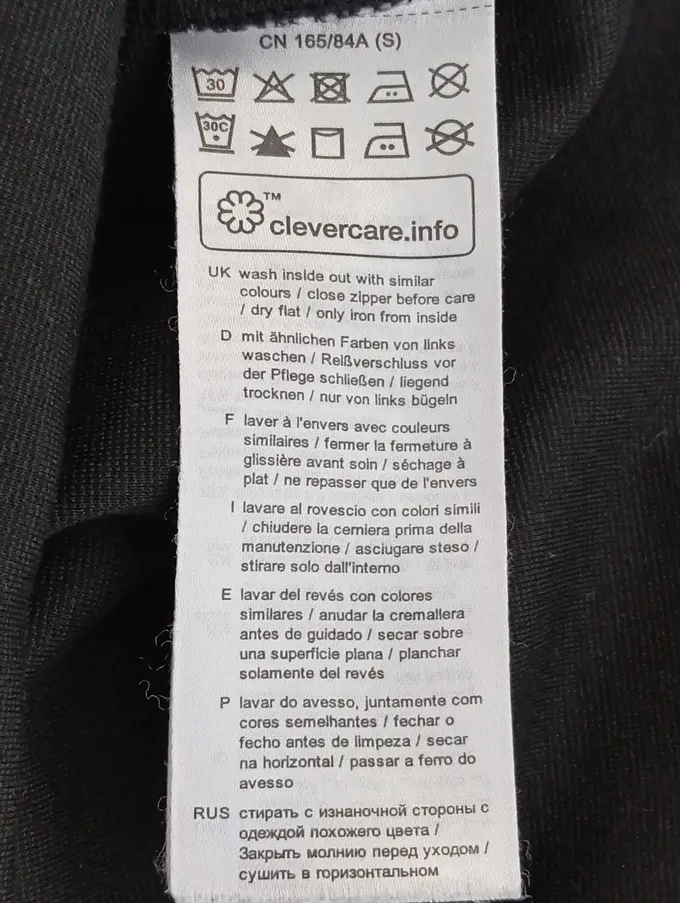 CN 165/84A (S)
30
30C
™
clevercare.info
UK wash inside out with similar
colours / close zipper before care
/ dry flat / only iron from inside
D mit ähnlichen Farben von links
waschen / Reißverschluss vor
der Pflege schließen / liegend
trocknen / nur von links bügeln
F laver à l'envers avec couleurs
similaires / fermer la fermeture à
glissière avant soin / séchage à
plat / ne repasser que de l'envers
I lavare al rovescio con colori simili
/ chiudere la cerniera prima della
manutenzione / asciugare steso /
stirare solo dall'interno
E lavar del revés con colores
similares / anudar la cremallera
antes de guidado / secar sobre
una superficie plana / planchar
solamente del revés
P lavar do avesso, juntamente com
cores semelhantes / fechar o
fecho antes de limpeza / secar
na horizontal / passar a ferro do
avesso
RUS стирать с изнаночной стороны с
одеждой похожего цвета /
Закрыть молнию перед уходом /
сушить в горизонтальном